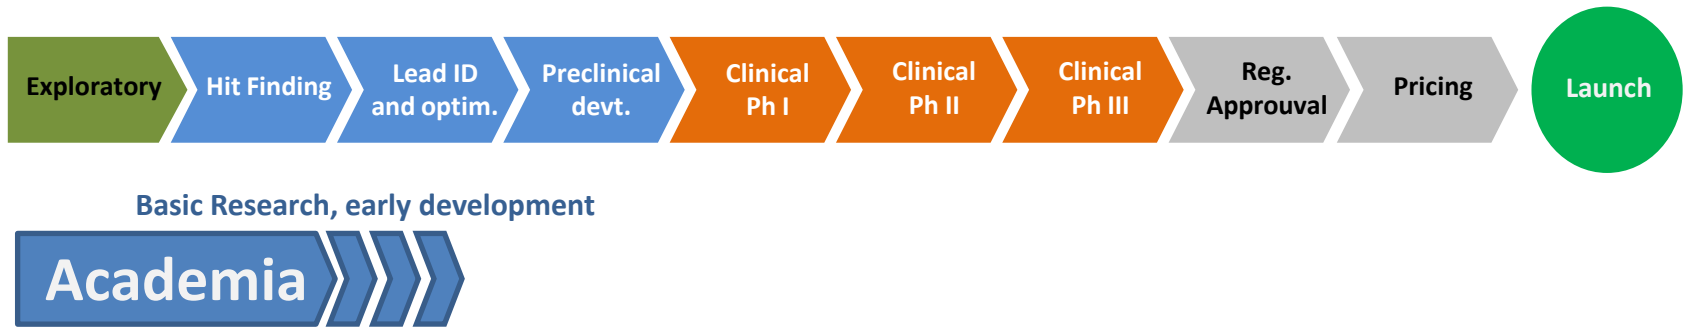 Exploratory
Hit Finding
Lead ID
and optim.
Preclinical
devt.
Clinical
Ph I
Clinical
Ph II
Clinical
Ph III
Reg.
Approuval
Pricing
Launch
Basic Research, early development
Academia